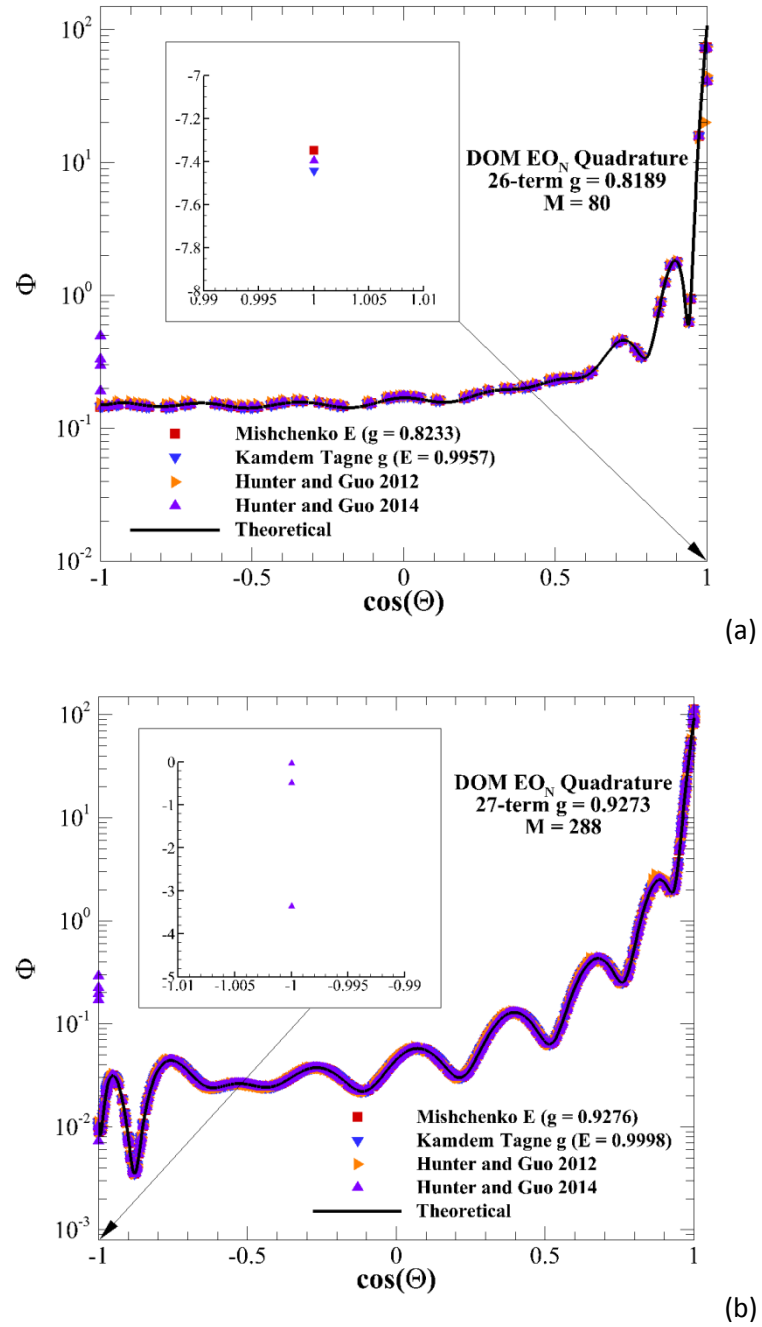 10²
10¹
10⁰
10⁻¹
10⁻²
Φ
-7
-7.2
-7.4
-7.6
-7.8
-8
0.99 0.995 1 1.005 1.01
DOM EO_N Quadrature
26-term g = 0.8189
M = 80
Mishchenko E (g = 0.8233)
Kamdem Tagne g (E = 0.9957)
Hunter and Guo 2012
Hunter and Guo 2014
Theoretical
-1 -0.5 0 0.5 1
cos(Θ)
(a)
10²
10¹
10⁰
10⁻¹
10⁻²
10⁻³
Φ
0
-1
-2
-3
-4
-5
-1.01 -1.005 -1 -0.995 -0.99
DOM EO_N Quadrature
27-term g = 0.9273
M = 288
Mishchenko E (g = 0.9276)
Kamdem Tagne g (E = 0.9998)
Hunter and Guo 2012
Hunter and Guo 2014
Theoretical
-1 -0.5 0 0.5 1
cos(Θ)
(b)